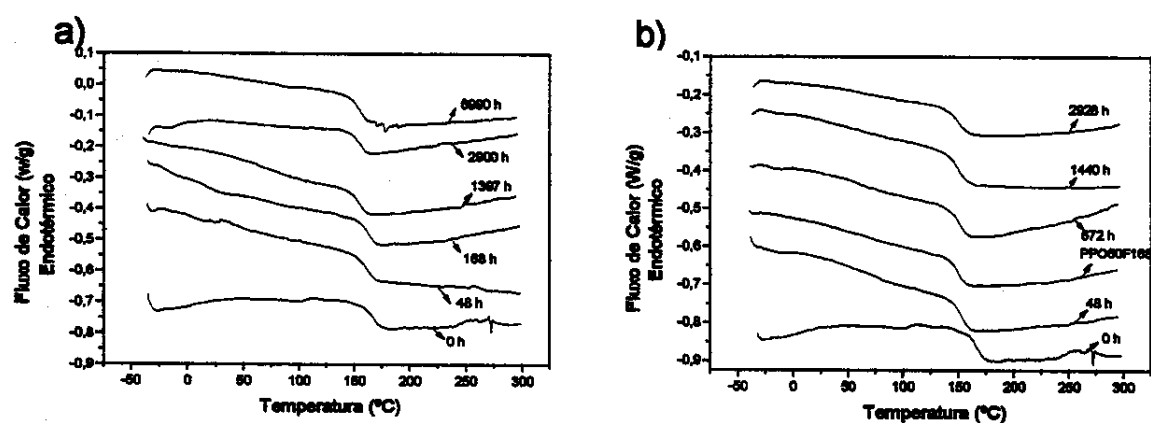 a)
0,1
0,0
-0,1
-0,2
-0,3
-0,4
-0,5
-0,6
-0,7
-0,8
-0,9
Fluxo de Calor (w/g)
Endotérmico
6990 h
2900 h
1397 h
168 h
48 h
0 h
-50 0 50 100 150 200 250 300
Temperatura (ºC)
b)
-0,1
-0,2
-0,3
-0,4
-0,5
-0,6
-0,7
-0,8
-0,9
Fluxo de Calor (W/g)
Endotérmico
2928 h
1440 h
672 h
PPO60F168
48 h
0 h
-50 0 50 100 150 200 250 300
Temperatura (ºC)